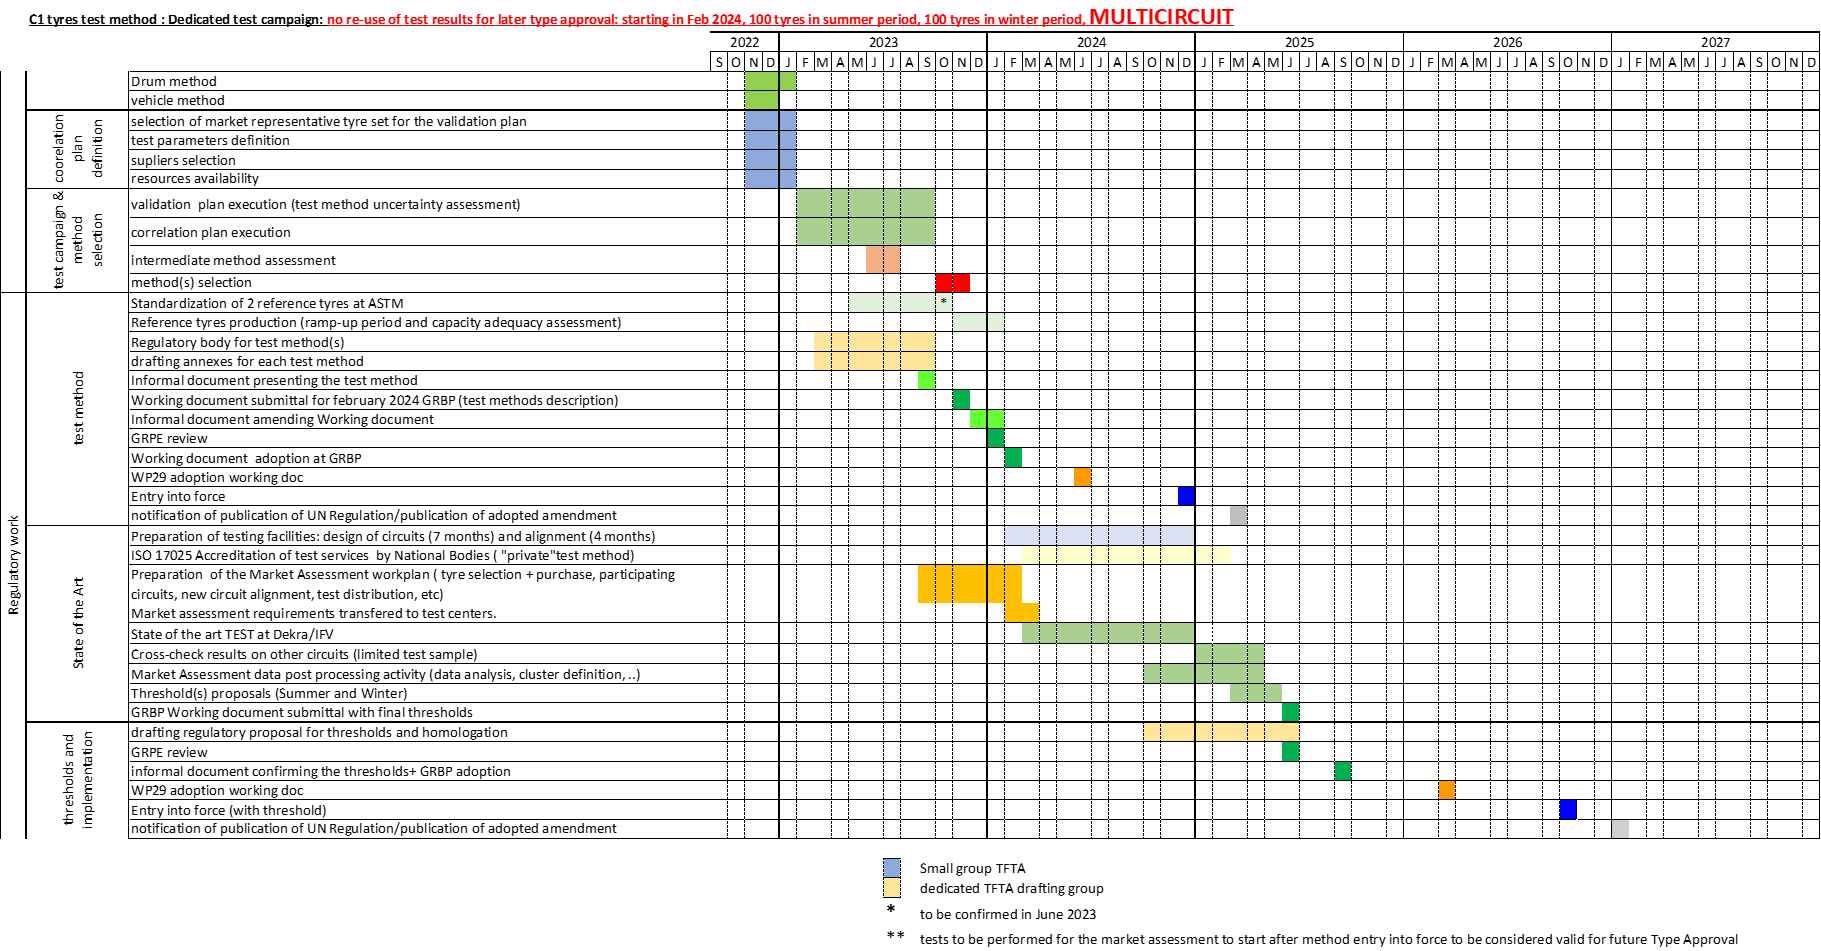 C1 tyres test method : Dedicated test campaign: no re-use of test results for later type approval: starting in Feb 2024, 100 tyres in summer period, 100 tyres in winter period, MULTICIRCUIT
2022 2023 2024 2025 2026 2027
S O N D J F M A M J J A S O N D J F M A M J J A S O N D J F M A M J J A S O N D J F M A M J J A S O N D J F M A M J J A S O N D
Drum method
vehicle method
coorelation
plan
definition
selection of market representative tyre set for the validation plan
test parameters definition
supliers selection
resources availability
test campaign &
method
selection
validation plan execution (test method uncertainty assessment)
correlation plan execution
intermediate method assessment
method(s) selection
Regulatory work
test method
Standardization of 2 reference tyres at ASTM
*
Reference tyres production (ramp-up period and capacity adequacy assessment)
Regulatory body for test method(s)
drafting annexes for each test method
Informal document presenting the test method
Working document submittal for february 2024 GRBP (test methods description)
Informal document amending Working document
GRPE review
Working document adoption at GRBP
WP29 adoption working doc
Entry into force
notification of publication of UN Regulation/publication of adopted amendment
State of the Art
Preparation of testing facilities: design of circuits (7 months) and alignment (4 months)
ISO 17025 Accreditation of test services by National Bodies ( "private"test method)
Preparation of the Market Assessment workplan ( tyre selection + purchase, participating
circuits, new circuit alignment, test distribution, etc)
Market assessment requirements transfered to test centers.
State of the art TEST at Dekra/IFV
Cross-check results on other circuits (limited test sample)
Market Assessment data post processing activity (data analysis, cluster definition, ..)
Threshold(s) proposals (Summer and Winter)
GRBP Working document submittal with final thresholds
thresholds and
implementation
drafting regulatory proposal for thresholds and homologation
GRPE review
informal document confirming the thresholds+ GRBP adoption
WP29 adoption working doc
Entry into force (with threshold)
notification of publication of UN Regulation/publication of adopted amendment
Small group TFTA
dedicated TFTA drafting group
* to be confirmed in June 2023
** tests to be performed for the market assessment to start after method entry into force to be considered valid for future Type Approval